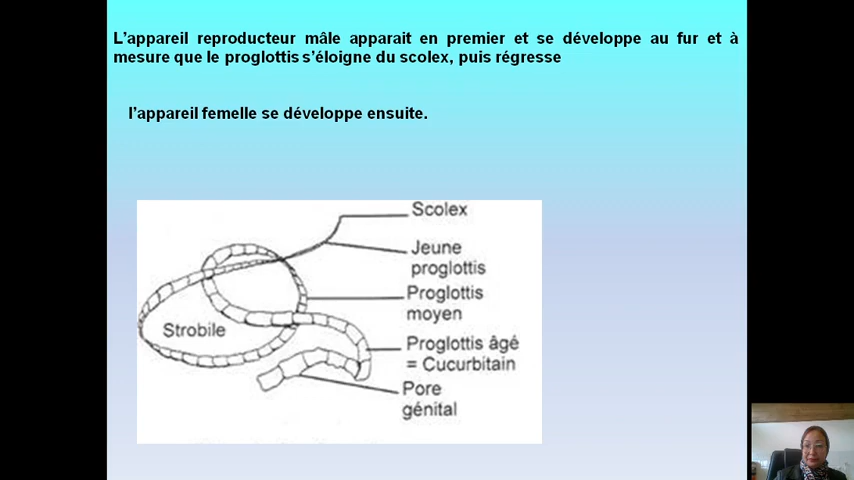 L’appareil reproducteur mâle apparait en premier et se développe au fur et à
mesure que le proglottis s’éloigne du scolex, puis régresse
l’appareil femelle se développe ensuite.
Scolex
Jeune
proglottis
Proglottis
moyen
Strobile
Proglottis âgé
= Cucurbitain
Pore
génital